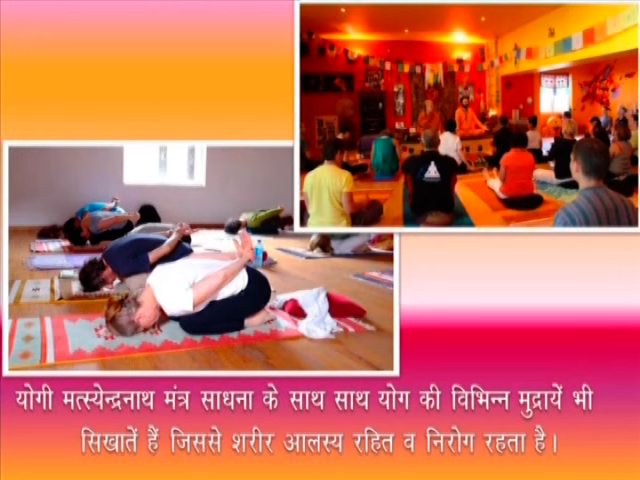 योगी मत्स्येन्द्रनाथ मंत्र साधना के साथ साथ योग की विभिन्न मुद्रायें भी
सिखातें हैं जिससे शरीर आलस्य रहित व निरोग रहता है।